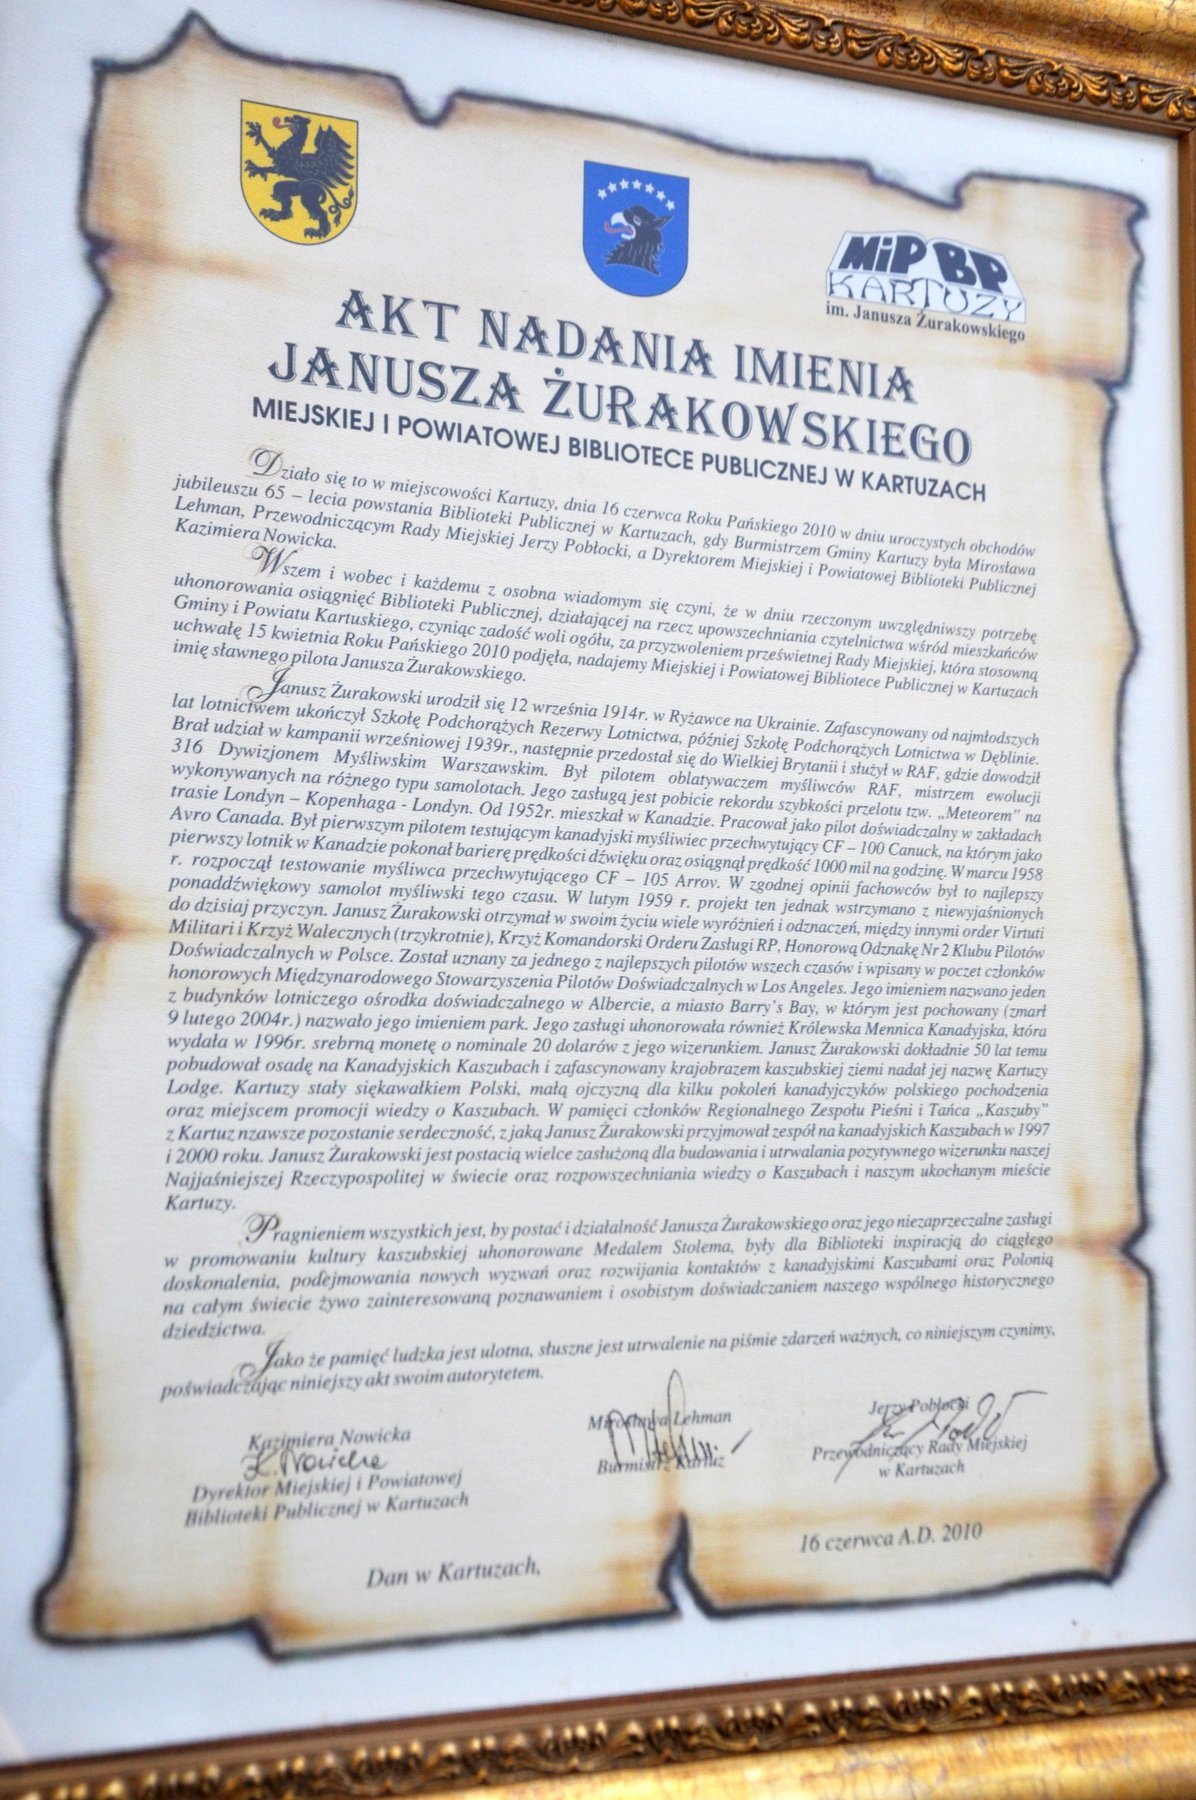 MiP BP
KARTUZY
im. Janusza Żurakowskiego
AKT NADANIA IMIENIA
JANUSZA ŻURAKOWSKIEGO
MIEJSKIEJ I POWIATOWEJ BIBLIOTECE PUBLICZNEJ W KARTUZACH
Działo się to w miejscowości Kartuzy, dnia 16 czerwca Roku Pańskiego 2010 w dniu uroczystych obchodów
jubileuszu 65 – lecia powstania Biblioteki Publicznej w Kartuzach, gdy Burmistrzem Gminy Kartuzy była Mirosława
Lehman, Przewodniczącym Rady Miejskiej Jerzy Pobłocki, a Dyrektorem Miejskiej i Powiatowej Biblioteki Publicznej
Kazimiera Nowicka.
Wszem i wobec i każdemu z osobna wiadomym się czyni, że w dniu rzeczonym uwzględniwszy potrzebę
uhonorowania osiągnięć Biblioteki Publicznej, działającej na rzecz upowszechniania czytelnictwa wśród mieszkańców
Gminy i Powiatu Kartuskiego, czyniąc zadość woli ogółu, za przyzwoleniem prześwietnej Rady Miejskiej, która stosowną
uchwałę 15 kwietnia Roku Pańskiego 2010 podjęła, nadajemy Miejskiej i Powiatowej Bibliotece Publicznej w Kartuzach
imię sławnego pilota Janusza Żurakowskiego.
Janusz Żurakowski urodził się 12 września 1914r. w Ryżawce na Ukrainie. Zafascynowany od najmłodszych
lat lotnictwem ukończył Szkołę Podchorążych Rezerwy Lotnictwa, później Szkołę Podchorążych Lotnictwa w Dęblinie.
Brał udział w kampanii wrześniowej 1939r., następnie przedostał się do Wielkiej Brytanii i służył w RAF, gdzie dowodził
316 Dywizjonem Myśliwskim Warszawskim. Był pilotem oblatywaczem myśliwców RAF, mistrzem ewolucji
wykonywanych na różnego typu samolotach. Jego zasługą jest pobicie rekordu szybkości przelotu tzw. „Meteorem” na
trasie Londyn – Kopenhaga - Londyn. Od 1952r. mieszkał w Kanadzie. Pracował jako pilot doświadczalny w zakładach
Avro Canada. Był pierwszym pilotem testującym kanadyjski myśliwiec przechwytujący CF – 100 Canuck, na którym jako
pierwszy lotnik w Kanadzie pokonał barierę prędkości dźwięku oraz osiągnął prędkość 1000 mil na godzinę. W marcu 1958
r. rozpoczął testowanie myśliwca przechwytującego CF – 105 Arrov. W zgodnej opinii fachowców był to najlepszy
ponaddźwiękowy samolot myśliwski tego czasu. W lutym 1959 r. projekt ten jednak wstrzymano z niewyjaśnionych
do dzisiaj przyczyn. Janusz Żurakowski otrzymał w swoim życiu wiele wyróżnień i odznaczeń, między innymi order Virtuti
Militari i Krzyż Walecznych (trzykrotnie), Krzyż Komandorski Orderu Zasługi RP, Honorową Odznakę Nr 2 Klubu Pilotów
Doświadczalnych w Polsce. Został uznany za jednego z najlepszych pilotów wszech czasów i wpisany w poczet członków
honorowych Międzynarodowego Stowarzyszenia Pilotów Doświadczalnych w Los Angeles. Jego imieniem nazwano jeden
z budynków lotniczego ośrodka doświadczalnego w Albercie, a miasto Barry’s Bay, w którym jest pochowany (zmarł
9 lutego 2004r.) nazwało jego imieniem park. Jego zasługi uhonorowała również Królewska Mennica Kanadyjska, która
wydała w 1996r. srebrną monetę o nominale 20 dolarów z jego wizerunkiem. Janusz Żurakowski dokładnie 50 lat temu
pobudował osadę na Kanadyjskich Kaszubach i zafascynowany krajobrazem kaszubskiej ziemi nadał jej nazwę Kartuzy
Lodge. Kartuzy stały siękawałkiem Polski, małą ojczyzną dla kilku pokoleń kanadyjczyków polskiego pochodzenia
oraz miejscem promocji wiedzy o Kaszubach. W pamięci członków Regionalnego Zespołu Pieśni i Tańca „Kaszuby”
z Kartuz nzawsze pozostanie serdeczność, z jaką Janusz Żurakowski przyjmował zespół na kanadyjskich Kaszubach w 1997
i 2000 roku. Janusz Żurakowski jest postacią wielce zasłużoną dla budowania i utrwalania pozytywnego wizerunku naszej
Najjaśniejszej Rzeczypospolitej w świecie oraz rozpowszechniania wiedzy o Kaszubach i naszym ukochanym mieście
Kartuzy.
Pragnieniem wszystkich jest, by postać i działalność Janusza Żurakowskiego oraz jego niezaprzeczalne zasługi
w promowaniu kultury kaszubskiej uhonorowane Medalem Stolema, były dla Biblioteki inspiracją do ciągłego
doskonalenia, podejmowania nowych wyzwań oraz rozwijania kontaktów z kanadyjskimi Kaszubami oraz Polonią
na całym świecie żywo zainteresowaną poznawaniem i osobistym doświadczaniem naszego wspólnego historycznego
dziedzictwa.
Jako że pamięć ludzka jest ulotna, słuszne jest utrwalenie na piśmie zdarzeń ważnych, co niniejszym czynimy,
poświadczając niniejszy akt swoim autorytetem.
Kazimiera Nowicka
K. Nowicka
Dyrektor Miejskiej i Powiatowej
Biblioteki Publicznej w Kartuzach
Mirosława Lehman
Burmistrz Kartuz
Jerzy Pobłocki
Przewodniczący Rady Miejskiej
w Kartuzach
Dan w Kartuzach,
16 czerwca A.D. 2010